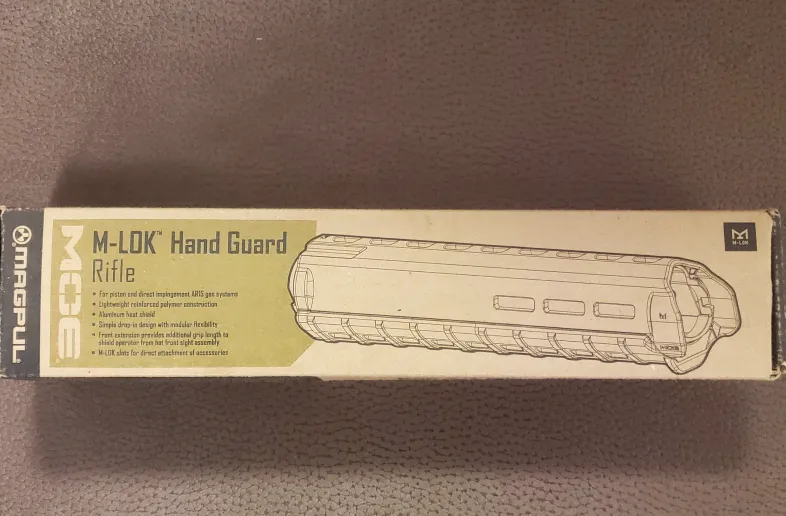 MAGPUL
MOE
M-LOK™ Hand Guard
Rifle
• For piston and direct impingement AR15 gas systems
• Lightweight reinforced polymer construction
• Aluminum heat shield
• Simple drop-in design with modular flexibility
• Front extension provides additional grip length to
shield operator from hot front sight assembly
• M-LOK slots for direct attachment of accessories
MOE
M-LOK